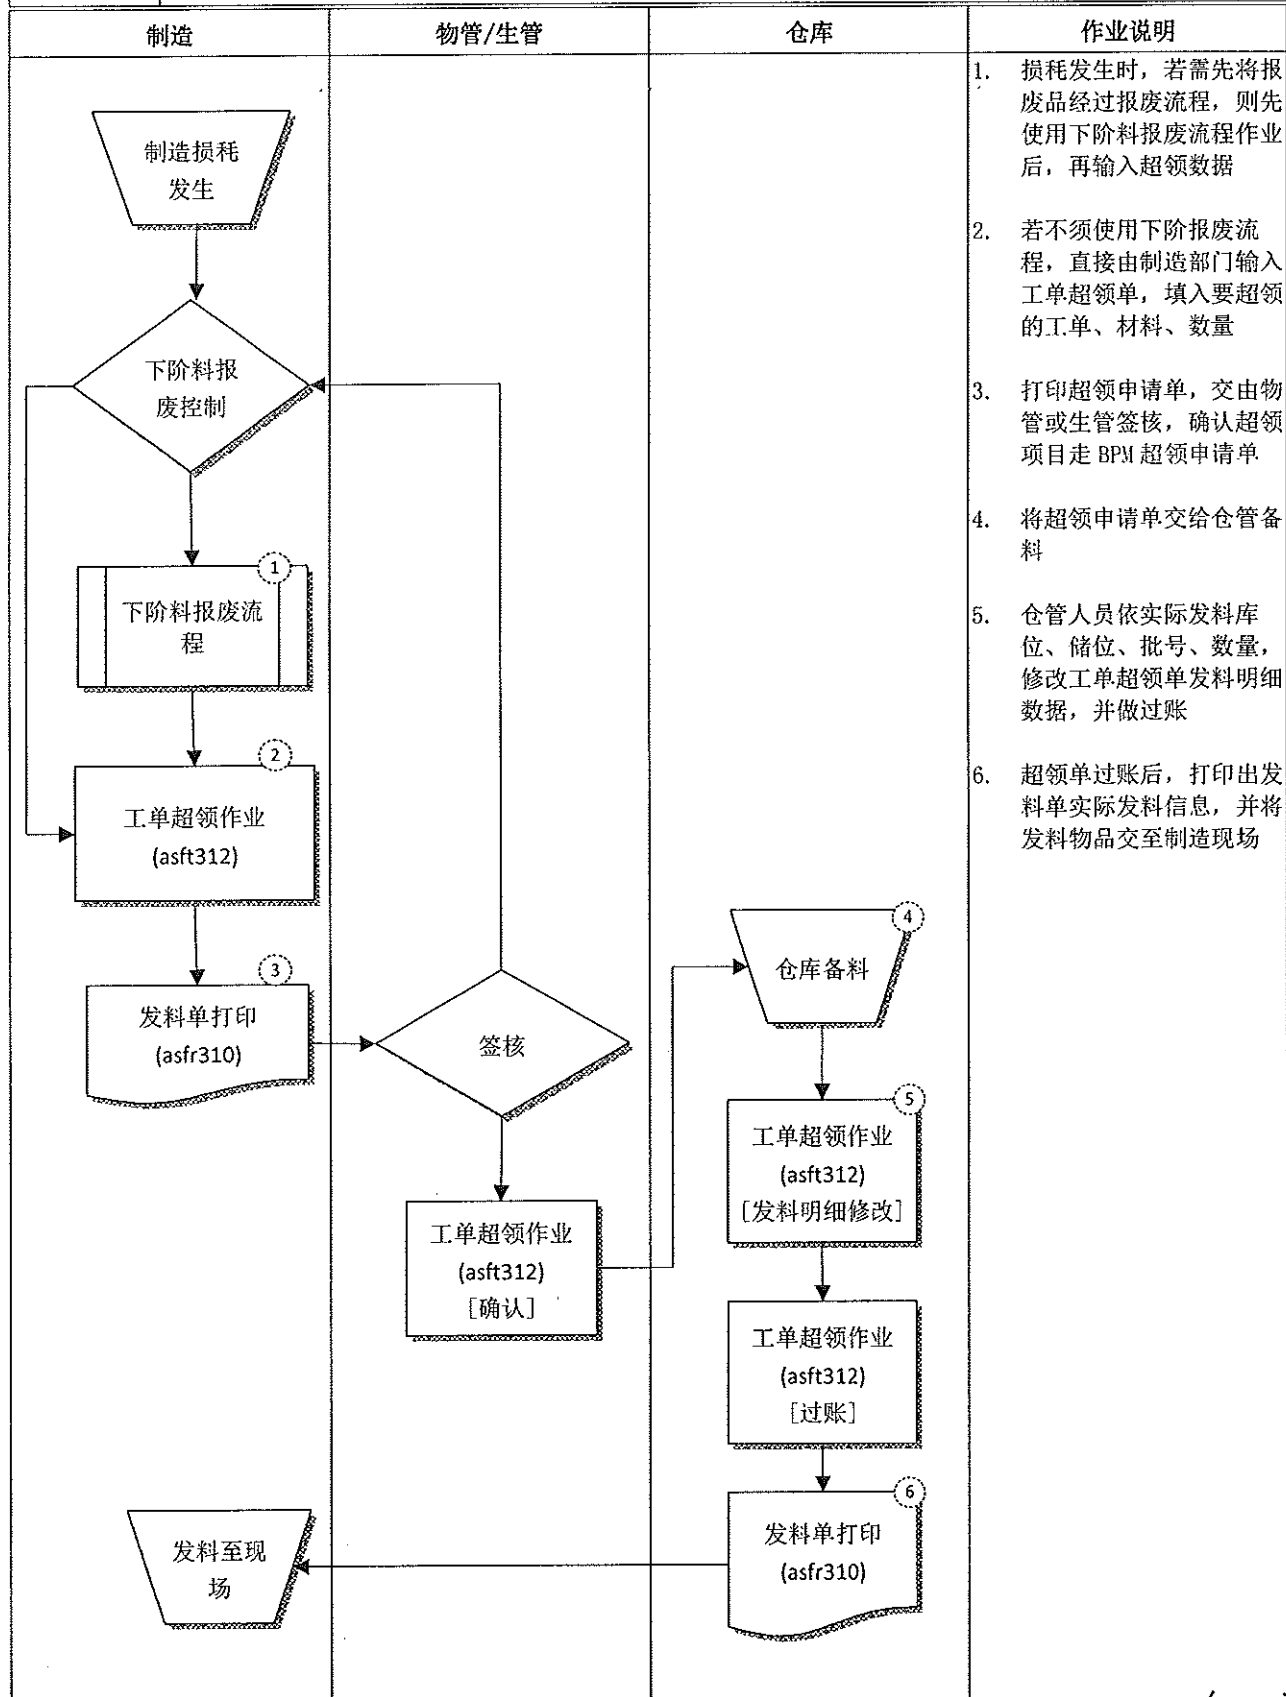 制造
物管/生管
仓库
作业说明
制造损耗
发生
下阶料报
废控制
1
下阶料报废流
程
2
工单超领作业
(asft312)
3
发料单打印
(asfr310)
签核
工单超领作业
(asft312)
[确认]
4
仓库备料
5
工单超领作业
(asft312)
[发料明细修改]
工单超领作业
(asft312)
[过账]
6
发料单打印
(asfr310)
发料至现
场
1. 损耗发生时，若需先将报
废品经过报废流程，则先
使用下阶料报废流程作业
后，再输入超领数据
2. 若不须使用下阶报废流
程，直接由制造部门输入
工单超领单，填入要超领
的工单、材料、数量
3. 打印超领申请单，交由物
管或生管签核，确认超领
项目走 BPM 超领申请单
4. 将超领申请单交给仓管备
料
5. 仓管人员依实际发料库
位、储位、批号、数量，
修改工单超领单发料明细
数据，并做过账
6. 超领单过账后，打印出发
料单实际发料信息，并将
发料物品交至制造现场